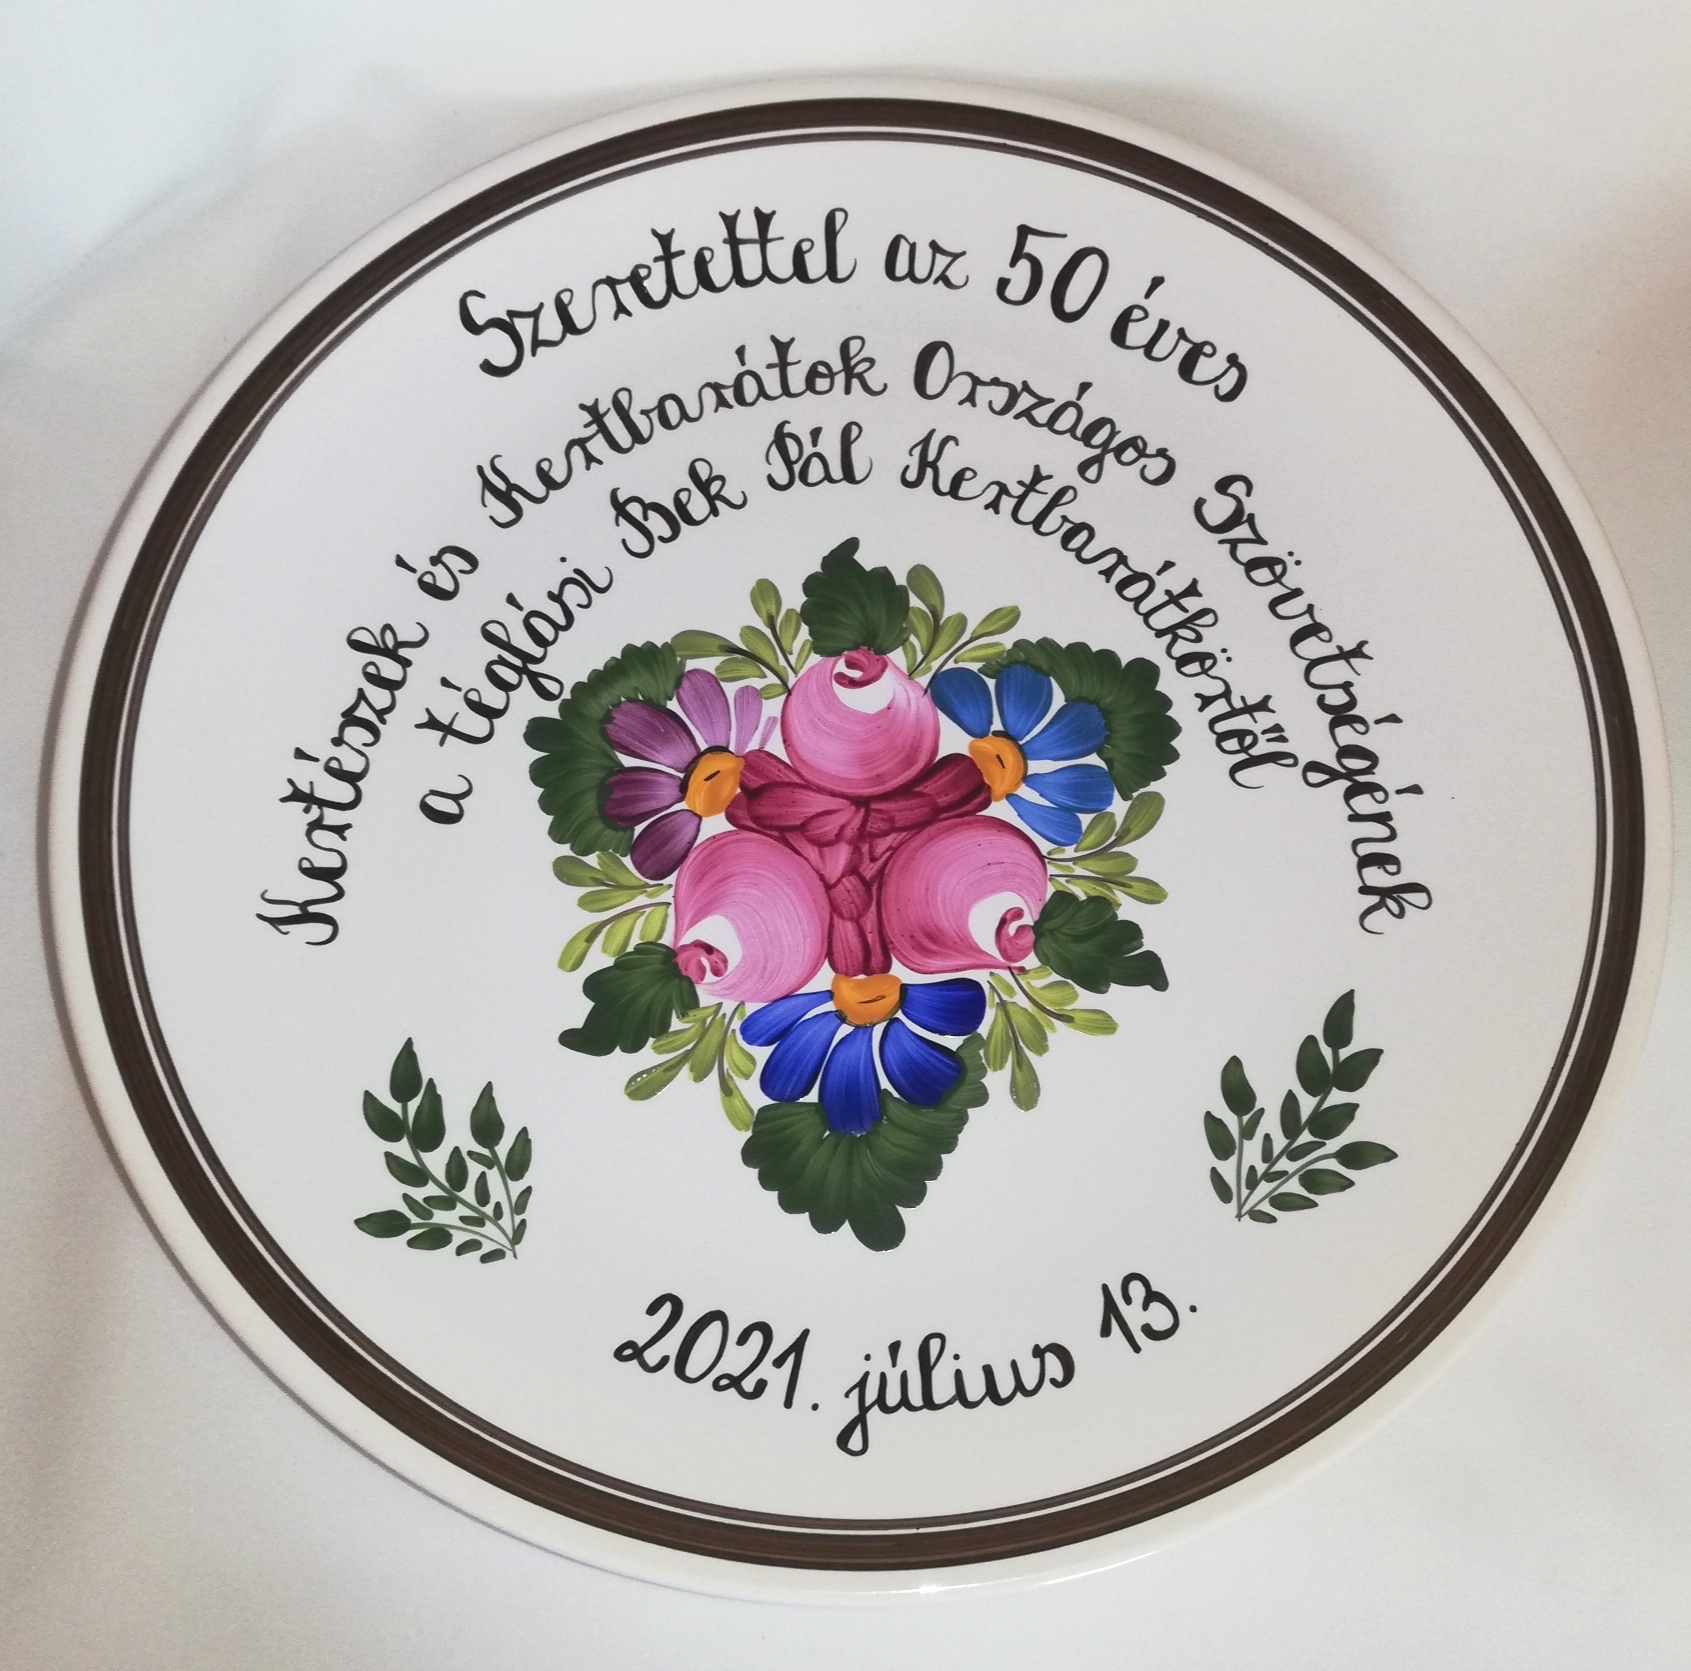 Szeretettel az 50 éves
Kertészek és Kertbarátok Országos Szövetségének
a téglási Bek Pál Kertbarátkörtől
2021. július 13.